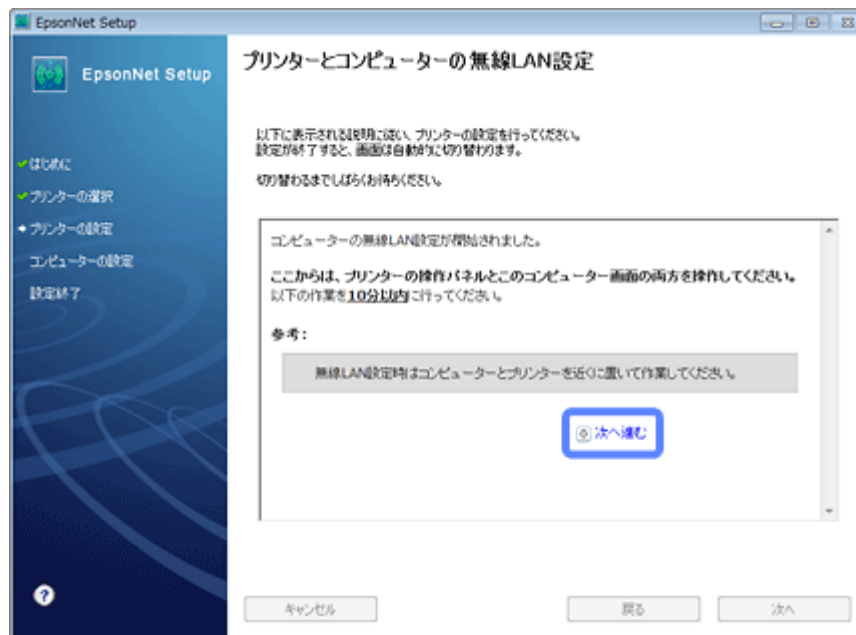 EpsonNet Setup
EpsonNet Setup
はじめに
プリンターの選択
プリンターの設定
コンピューターの設定
設定終了
プリンターとコンピューターの無線LAN設定
以下に表示される説明に従い、プリンターの設定を行ってください。
設定が終了すると、画面は自動的に切り替わります。
切り替わるまでしばらくお待ちください。
コンピューターの無線LAN設定が開始されました。
ここからは、プリンターの操作パネルとこのコンピューター画面の両方を操作してください。
以下の作業を10分以内に行ってください。
参考:
無線LAN設定時はコンピューターとプリンターを近くに置いて作業してください。
次へ進む
?
キャンセル
戻る
次へ